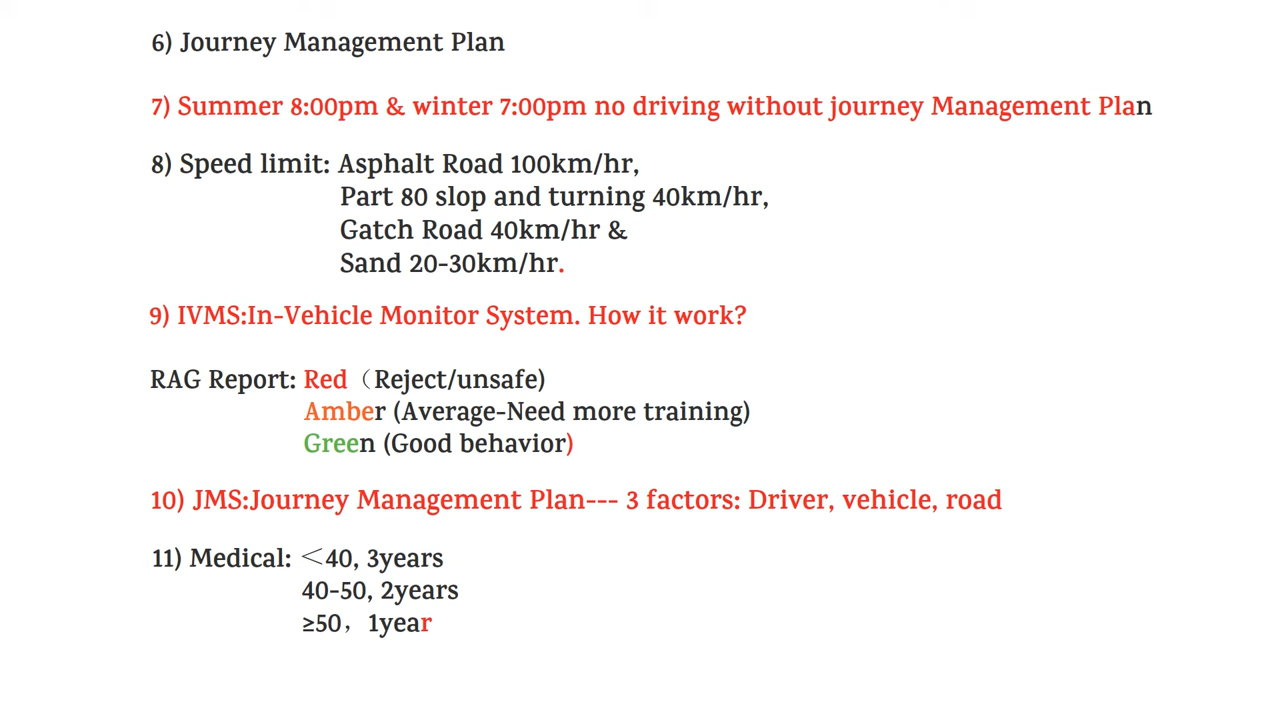 6) Journey Management Plan
7) Summer 8:00pm & winter 7:00pm no driving without journey Management Plan
8) Speed limit: Asphalt Road 100km/hr,
Part 80 slop and turning 40km/hr,
Gatch Road 40km/hr &
Sand 20-30km/hr.
9) IVMS:In-Vehicle Monitor System. How it work?
RAG Report: Red（Reject/unsafe)
Amber (Average-Need more training)
Green (Good behavior)
10) JMS:Journey Management Plan--- 3 factors: Driver, vehicle, road
11) Medical: ＜40, 3years
40-50, 2years
≥50，1year